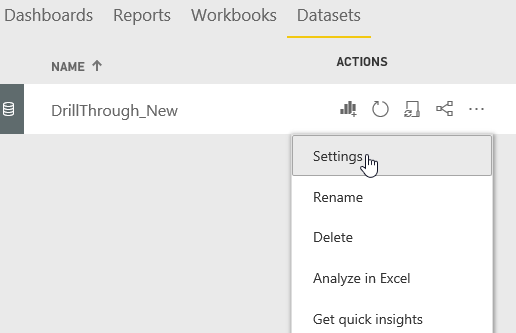 Dashboards Reports Workbooks Datasets
NAME ACTIONS
DrillThrough_New
Settings
Rename
Delete
Analyze in Excel
Get quick insights